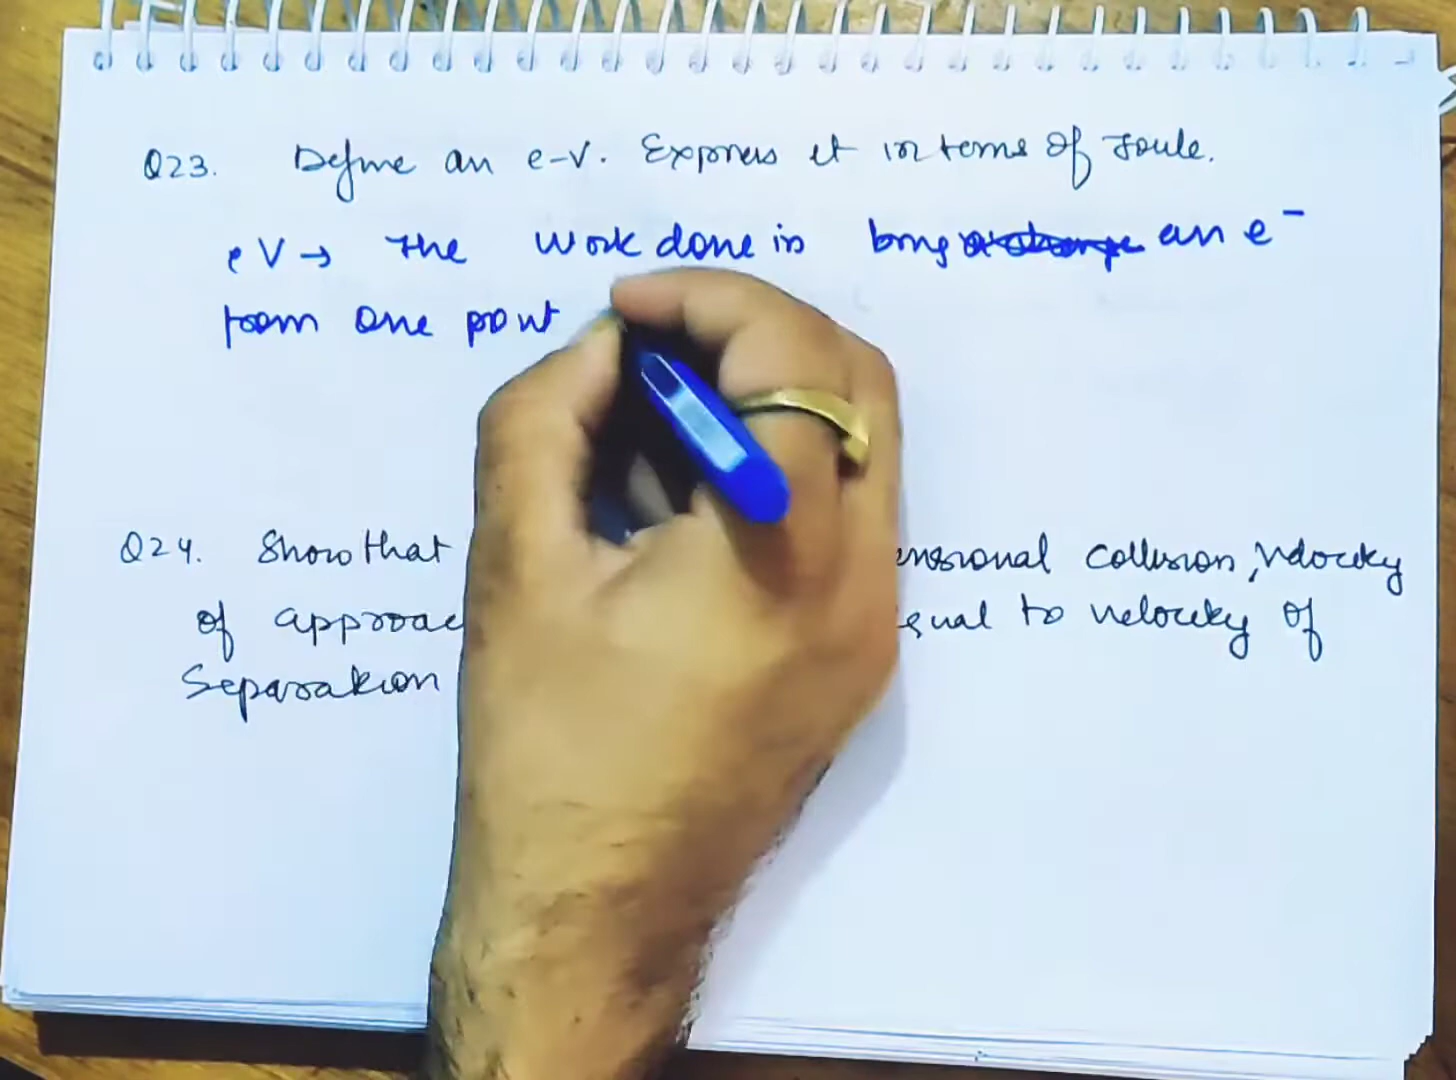 Q23. Define an e-V. Express it in terms of Joule.
eV → The work done in bring a charge an e⁻
from one point
Q24. Show that ensional collision, velocity
of approac equal to velocity of
Separation